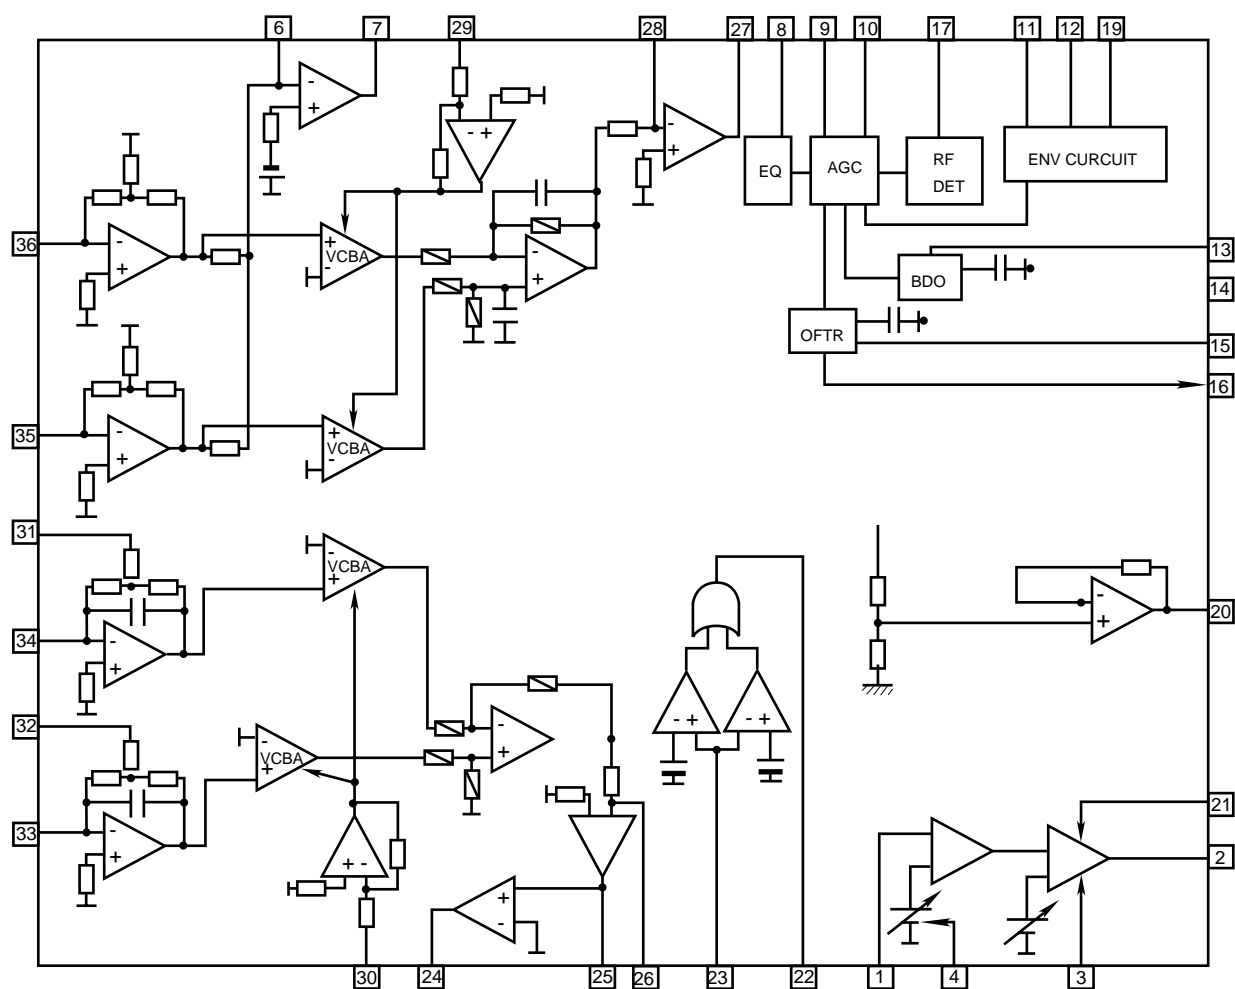 6 7 29 28 27 8 9 10 17 11 12 19
- +
- +
- +
- +
EQ AGC RF DET ENV CURCUIT
36
- +
+ VCBA -
- +
BDO
13
14
OFTR
15
16
35
- +
+ VCBA -
31
- VCBA +
34
- +
- +
20
32
- VCBA +
- +
- + - +
33
- +
+ -
+ -
21
2
30 24 25 26 23 22 1 4 3